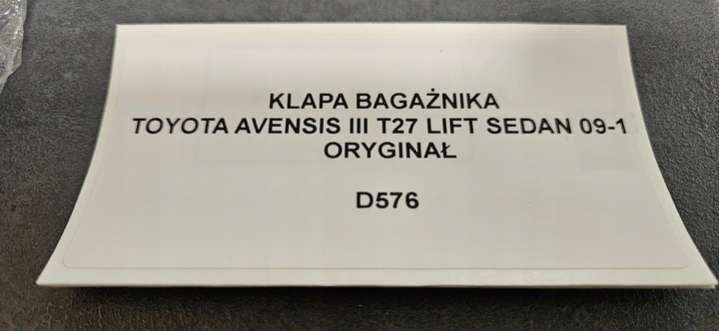 KLAPA BAGAŻNIKA
TOYOTA AVENSIS III T27 LIFT SEDAN 09-1
ORYGINAŁ
D576